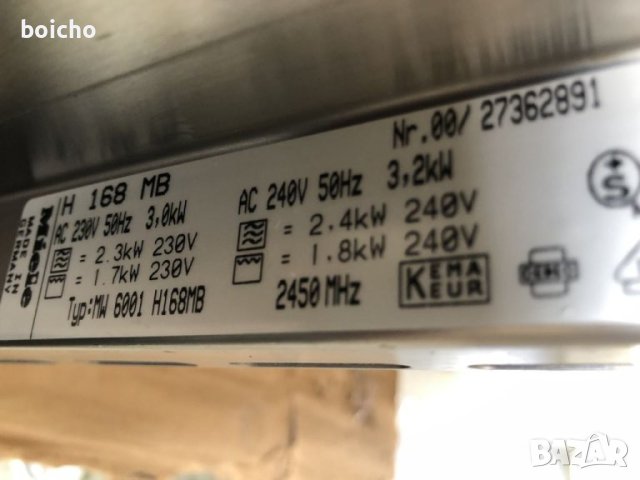 boicho
Nr.00/ 27362891
Miele
MADE IN
GERMANY
H 168 MB
AC 230V 50Hz 3,0kW
= 2.3kW 230V
= 1.7kW 230V
Typ:MW 6001 H168MB
AC 240V 50Hz 3,2kW
= 2.4kW 240V
= 1.8kW 240V
2450MHz
KEMA
KEUR
S
BAZAR